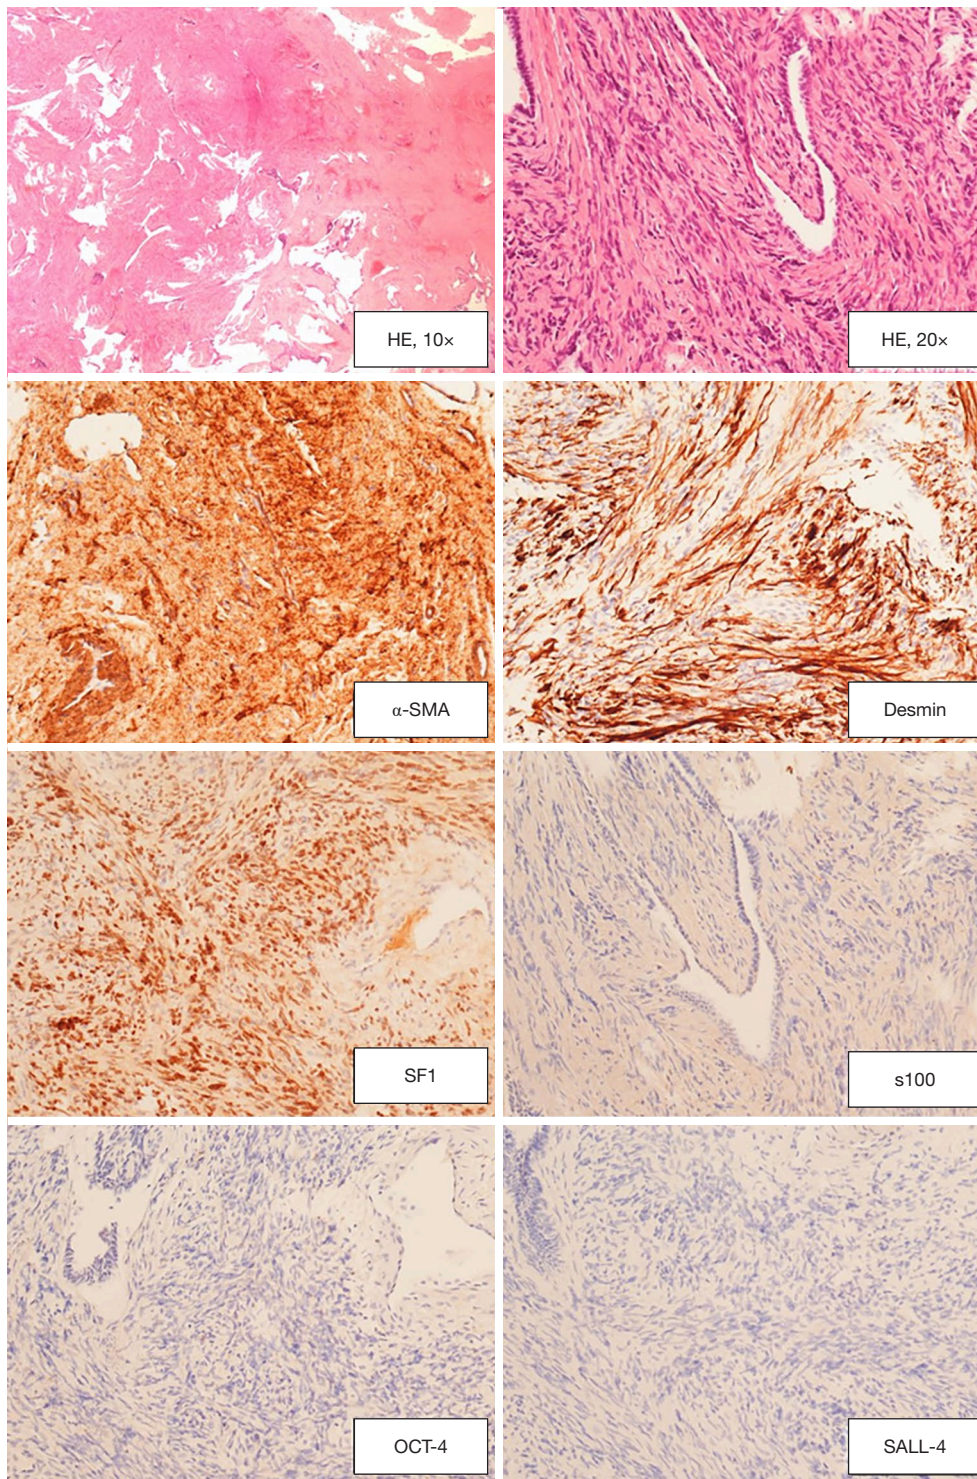 HE, 10×
HE, 20×
α-SMA
Desmin
SF1
s100
OCT-4
SALL-4